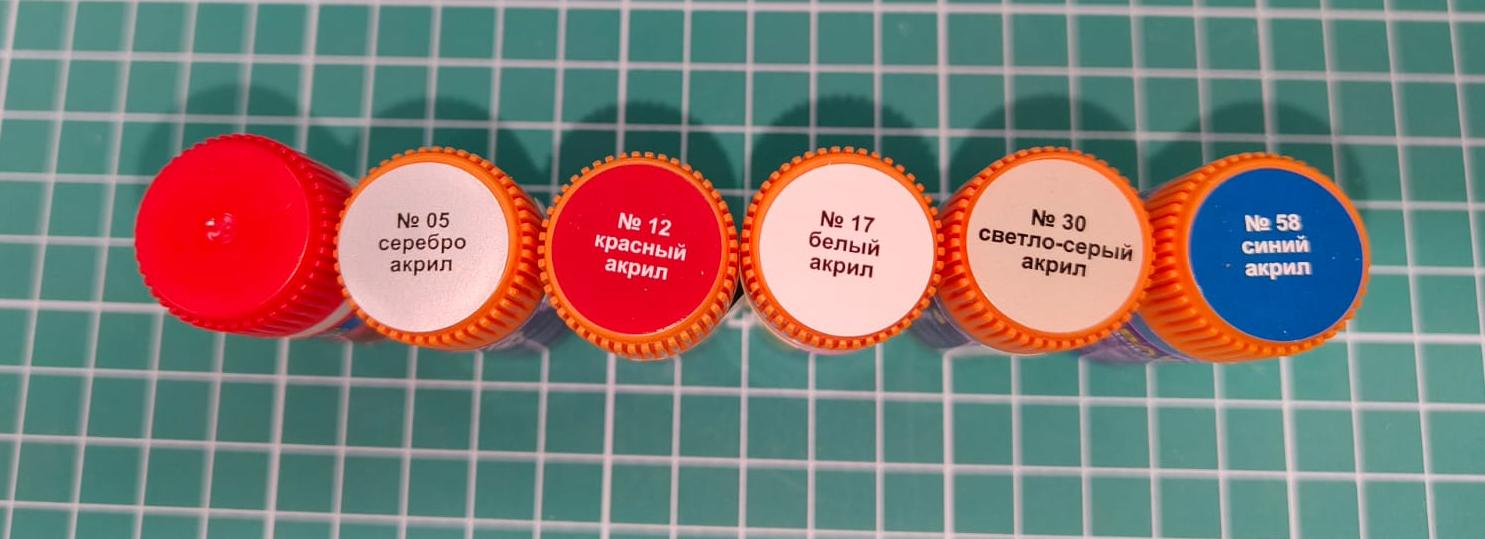 № 05
серебро
акрил
№ 12
красный
акрил
№ 17
белый
акрил
№ 30
светло-серый
акрил
№ 58
синий
акрил